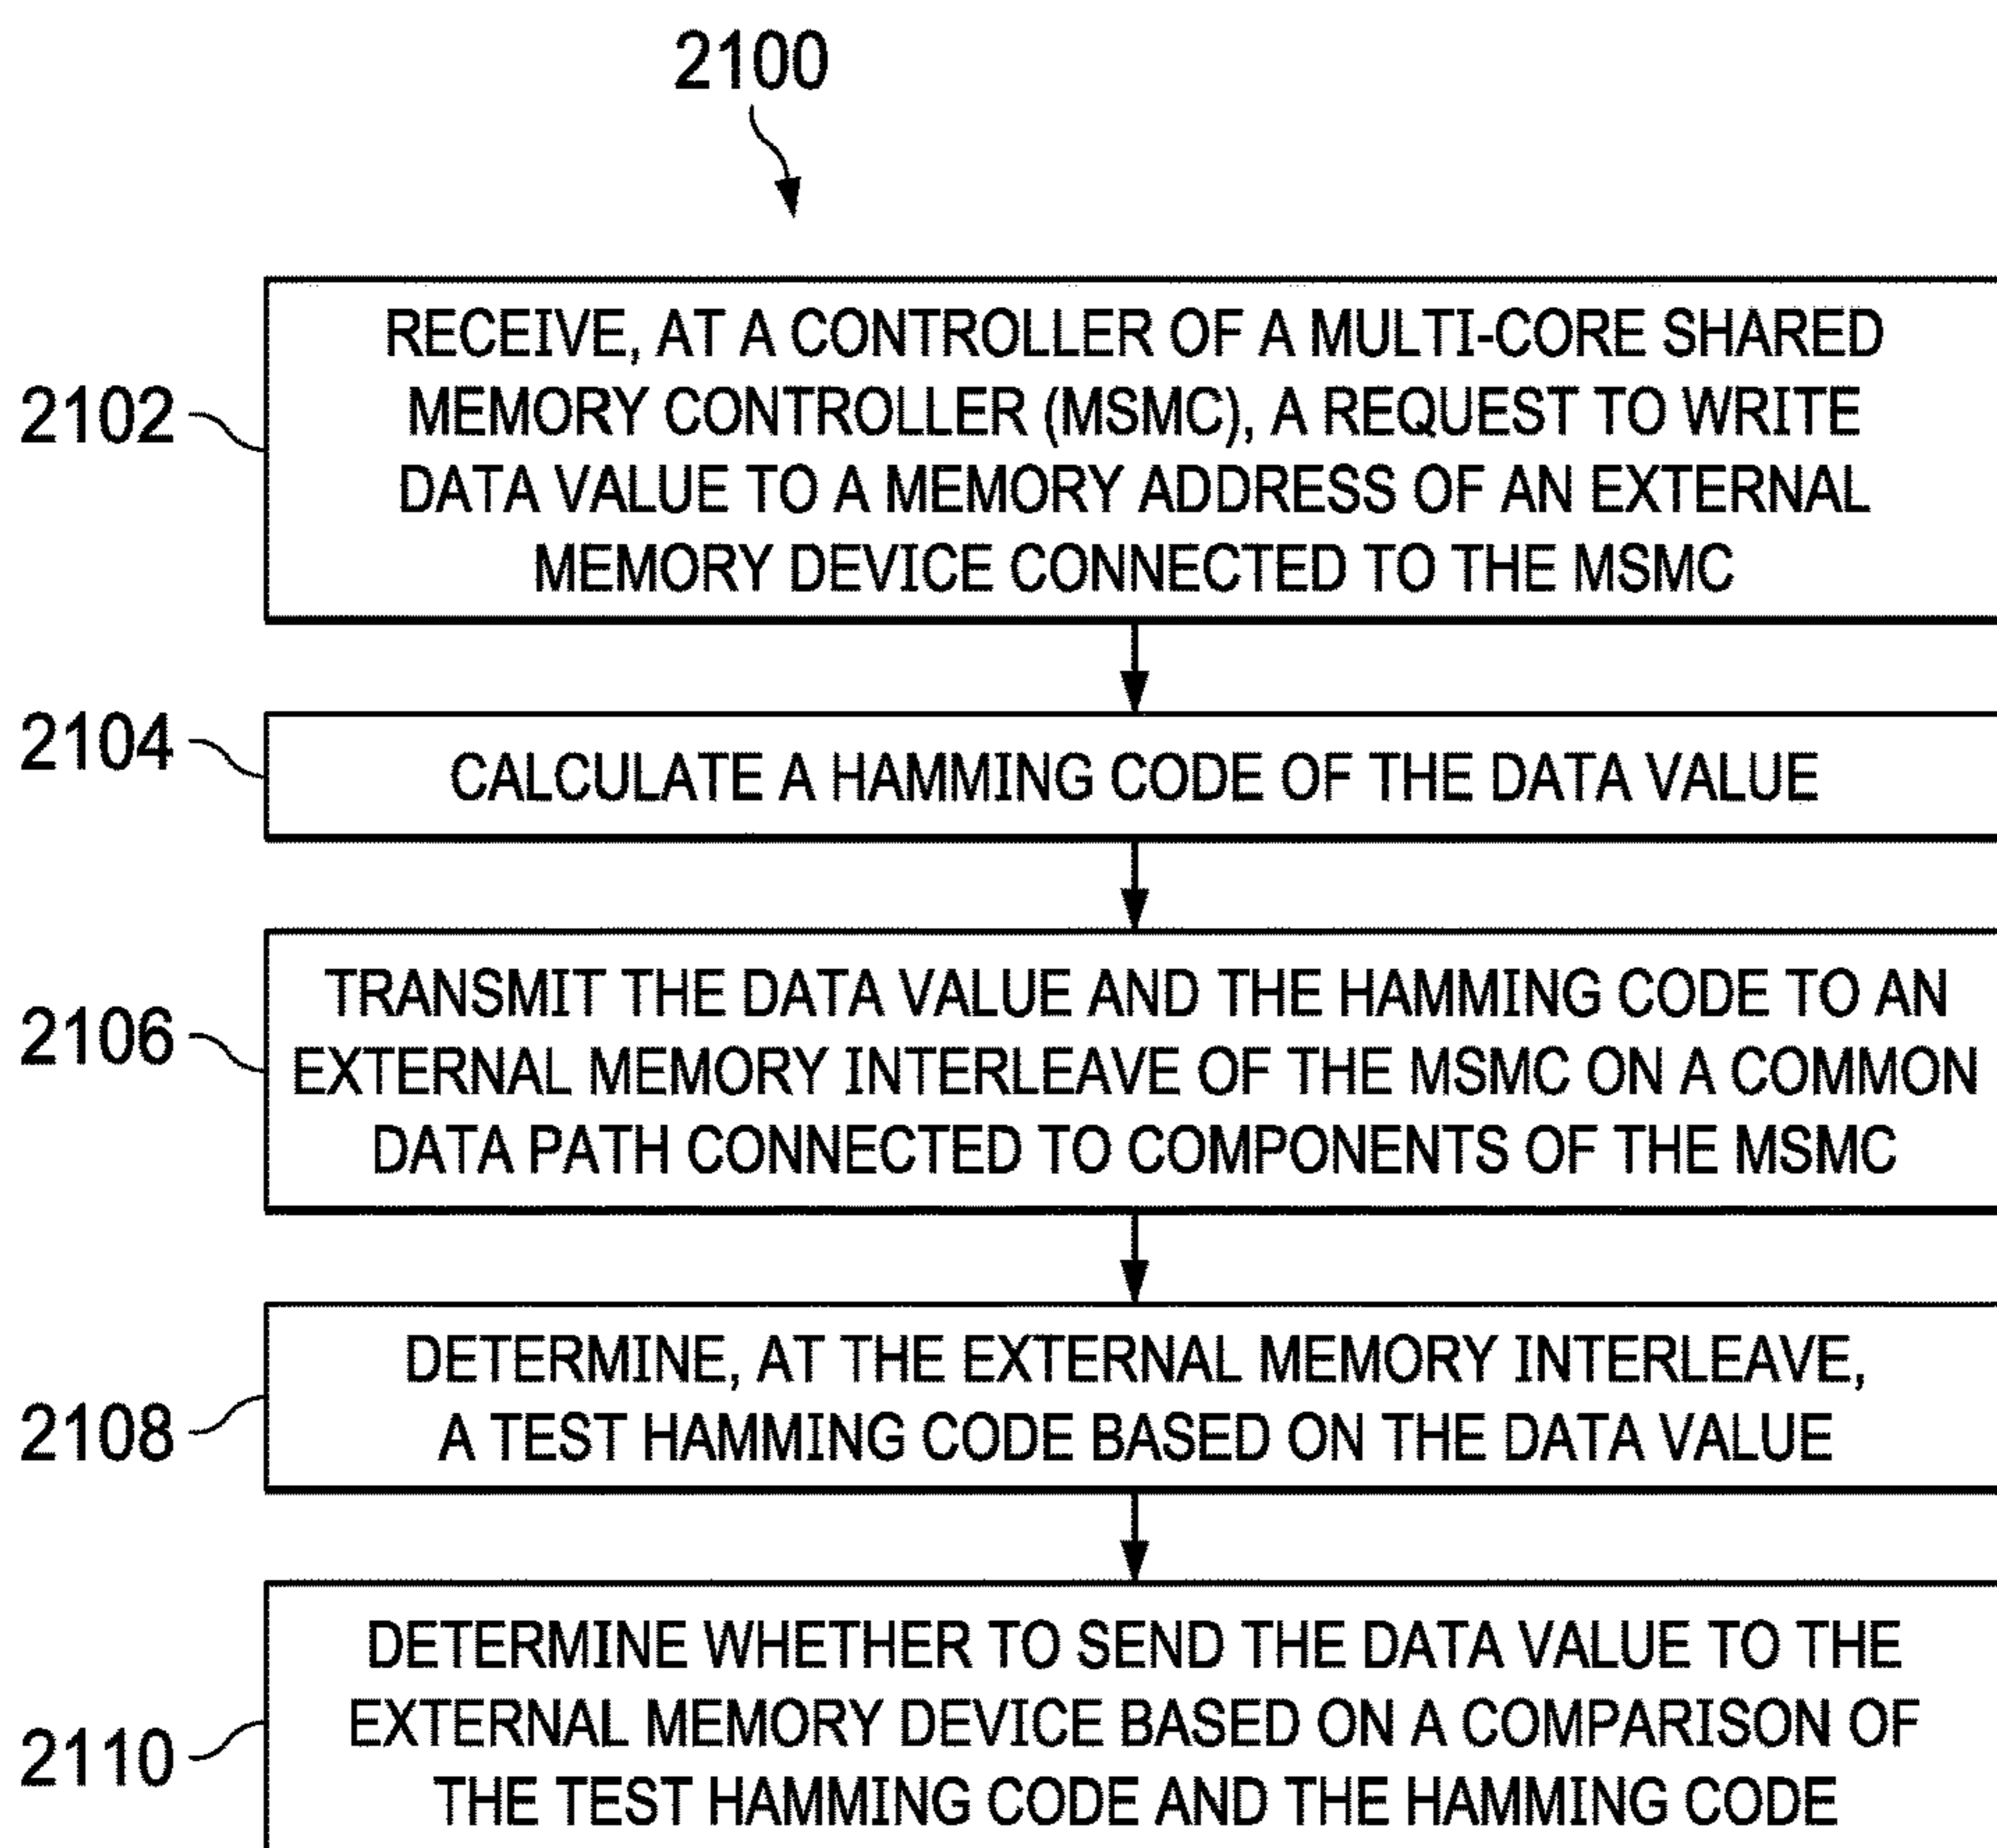 2100
2102
RECEIVE, AT A CONTROLLER OF A MULTI-CORE SHARED
MEMORY CONTROLLER (MSMC), A REQUEST TO WRITE
DATA VALUE TO A MEMORY ADDRESS OF AN EXTERNAL
MEMORY DEVICE CONNECTED TO THE MSMC
2104
CALCULATE A HAMMING CODE OF THE DATA VALUE
2106
TRANSMIT THE DATA VALUE AND THE HAMMING CODE TO AN
EXTERNAL MEMORY INTERLEAVE OF THE MSMC ON A COMMON
DATA PATH CONNECTED TO COMPONENTS OF THE MSMC
2108
DETERMINE, AT THE EXTERNAL MEMORY INTERLEAVE,
A TEST HAMMING CODE BASED ON THE DATA VALUE
2110
DETERMINE WHETHER TO SEND THE DATA VALUE TO THE
EXTERNAL MEMORY DEVICE BASED ON A COMPARISON OF
THE TEST HAMMING CODE AND THE HAMMING CODE